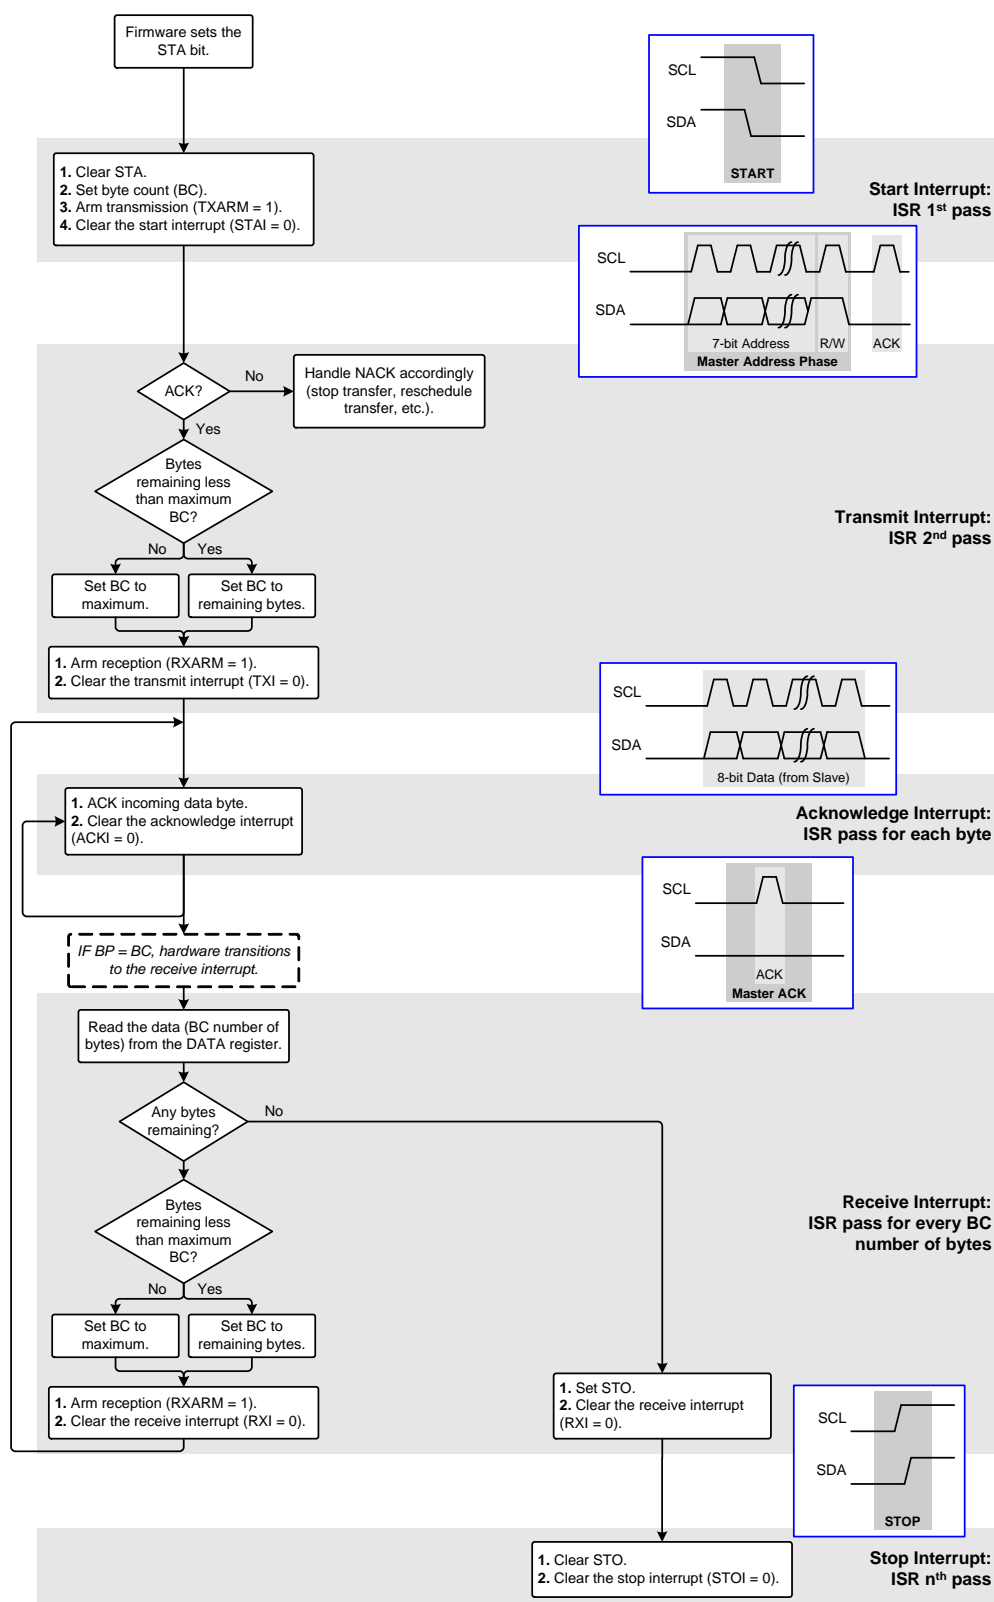 Firmware sets the
STA bit.
SCL
SDA
START
1. Clear STA.
2. Set byte count (BC).
3. Arm transmission (TXARM = 1).
4. Clear the start interrupt (STAI = 0).
Start Interrupt:
ISR 1st pass
SCL
SDA
7-bit Address
R/W
ACK
Master Address Phase
ACK?
No
Handle NACK accordingly
(stop transfer, reschedule
transfer, etc.).
Yes
Bytes
remaining less
than maximum
BC?
Transmit Interrupt:
ISR 2nd pass
No
Yes
Set BC to
maximum.
Set BC to
remaining bytes.
1. Arm reception (RXARM = 1).
2. Clear the transmit interrupt (TXI = 0).
SCL
SDA
8-bit Data (from Slave)
1. ACK incoming data byte.
2. Clear the acknowledge interrupt
(ACKI = 0).
Acknowledge Interrupt:
ISR pass for each byte
SCL
SDA
ACK
Master ACK
IF BP = BC, hardware transitions
to the receive interrupt.
Read the data (BC number of
bytes) from the DATA register.
Any bytes
remaining?
No
Bytes
remaining less
than maximum
BC?
Receive Interrupt:
ISR pass for every BC
number of bytes
No
Yes
Set BC to
maximum.
Set BC to
remaining bytes.
1. Arm reception (RXARM = 1).
2. Clear the receive interrupt (RXI = 0).
1. Set STO.
2. Clear the receive interrupt
(RXI = 0).
SCL
SDA
STOP
1. Clear STO.
2. Clear the stop interrupt (STOI = 0).
Stop Interrupt:
ISR nth pass